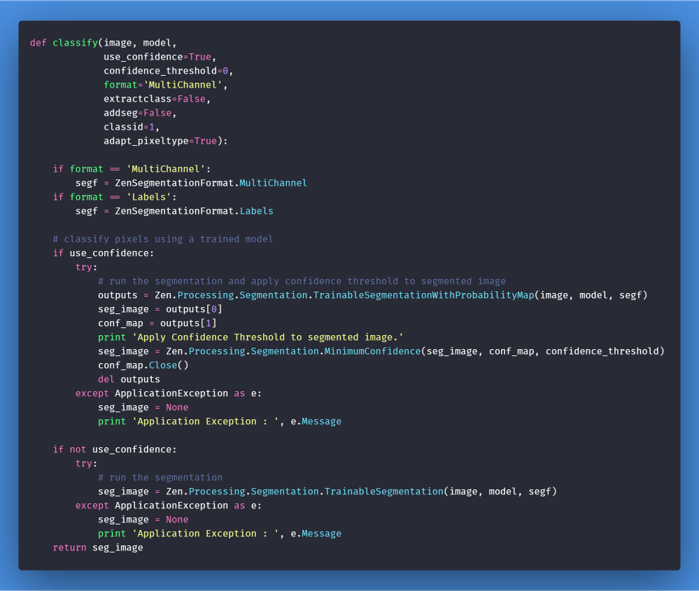 def classify(image, model,
             use_confidence=True,
             confidence_threshold=0,
             format='MultiChannel',
             extractclass=False,
             addseg=False,
             classid=1,
             adapt_pixeltype=True):

    if format == 'MultiChannel':
        segf = ZenSegmentationFormat.MultiChannel
    if format == 'Labels':
        segf = ZenSegmentationFormat.Labels

    # classify pixels using a trained model
    if use_confidence:
        try:
            # run the segmentation and apply confidence threshold to segmented image
            outputs = Zen.Processing.Segmentation.TrainableSegmentationWithProbabilityMap(image, model, segf)
            seg_image = outputs[0]
            conf_map = outputs[1]
            print 'Apply Confidence Threshold to segmented image.'
            seg_image = Zen.Processing.Segmentation.MinimumConfidence(seg_image, conf_map, confidence_threshold)
            conf_map.Close()
            del outputs
        except ApplicationException as e:
            seg_image = None
            print 'Application Exception : ', e.Message

    if not use_confidence:
        try:
            # run the segmentation
            seg_image = Zen.Processing.Segmentation.TrainableSegmentation(image, model, segf)
        except ApplicationException as e:
            seg_image = None
            print 'Application Exception : ', e.Message
    return seg_image